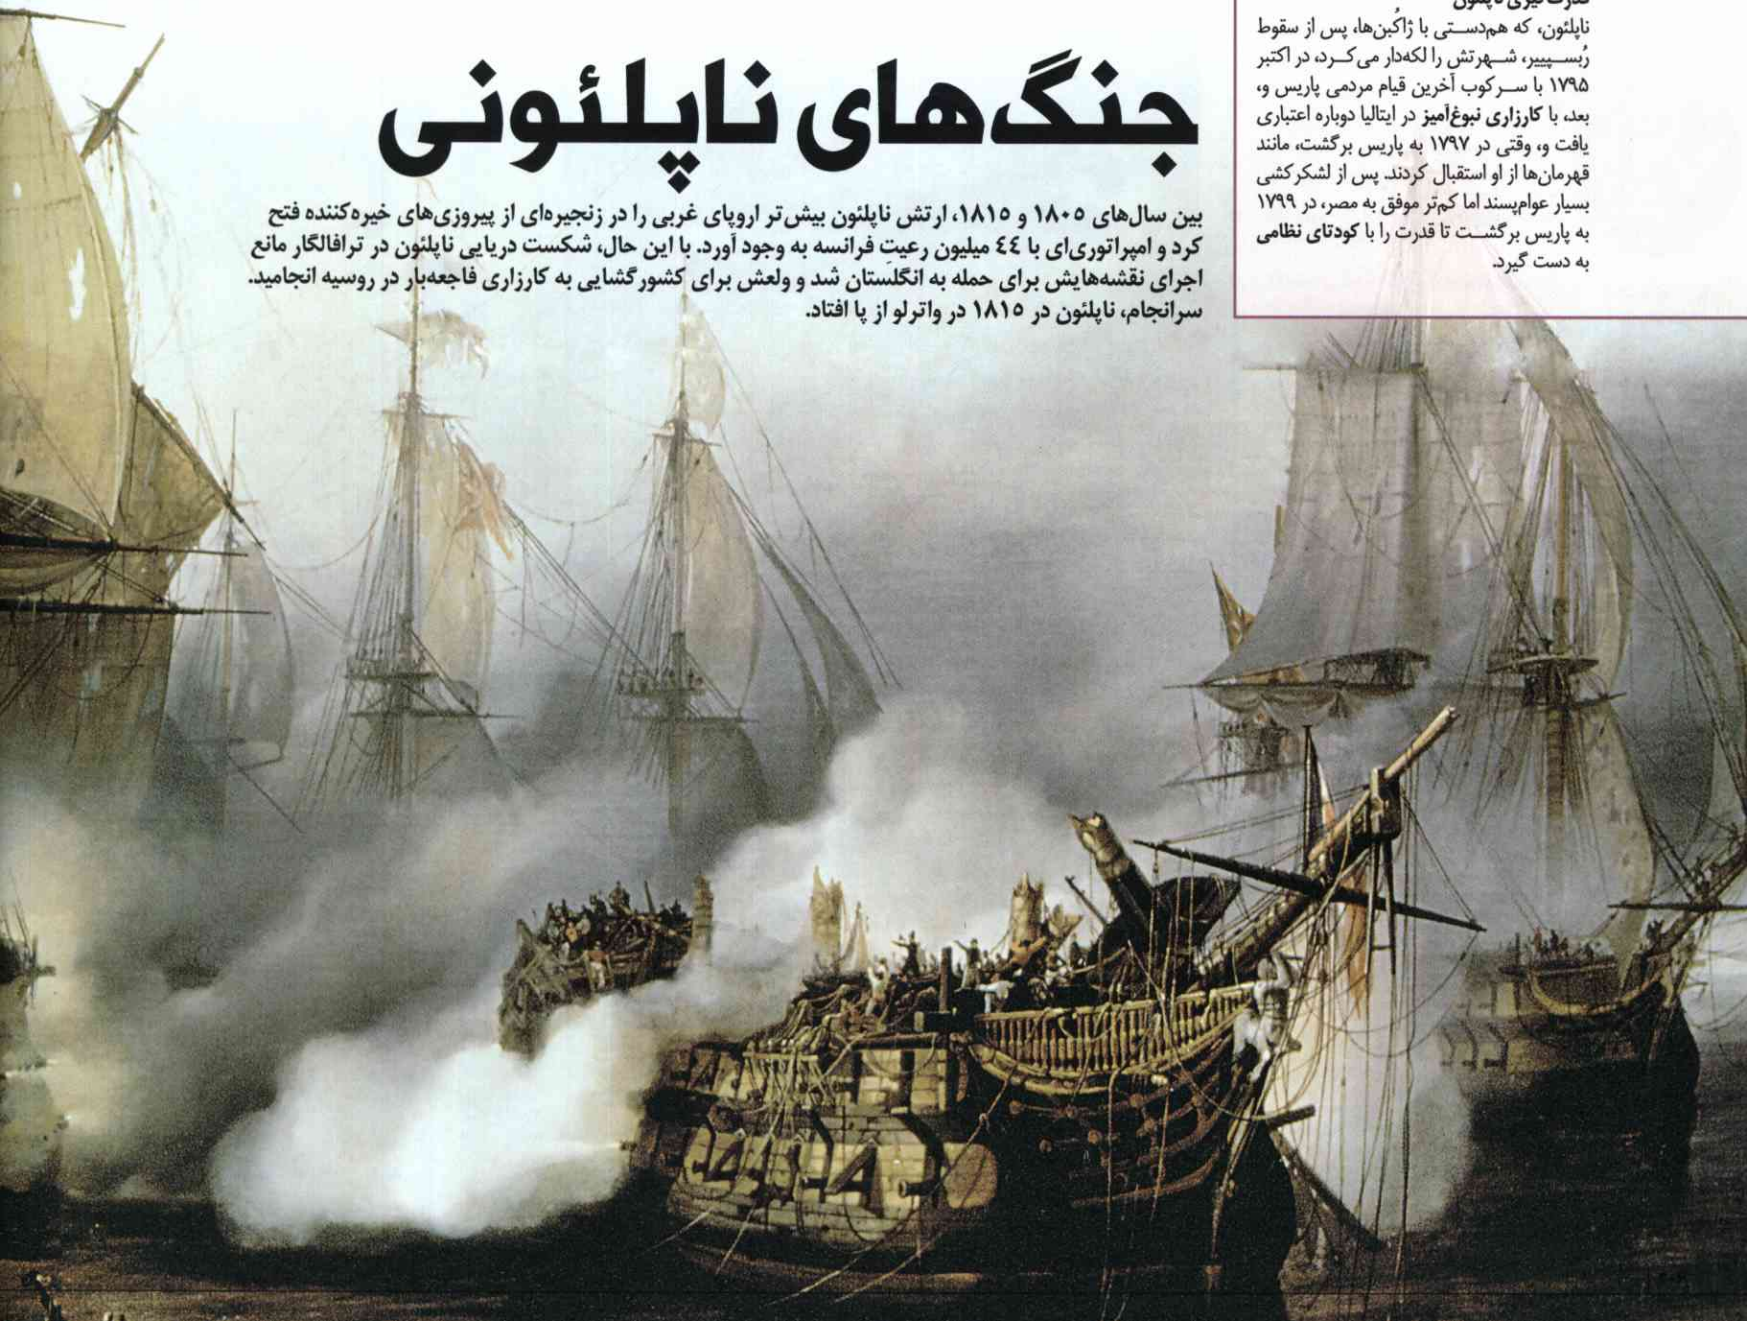 جنگ‌های ناپلئونی
بین سال‌های ۱۸۰۵ و ۱۸۱۵، ارتش ناپلئون بیش‌تر اروپای غربی را در زنجیره‌ای از پیروزی‌های خیره‌کننده فتح
کرد و امپراتوری‌ای با ٤٤ میلیون رعیتِ فرانسه به وجود آورد. با این حال، شکست دریایی ناپلئون در ترافالگار مانع
اجرای نقشه‌هایش برای حمله به انگلستان شد و ولعش برای کشورگشایی به کارزاری فاجعه‌بار در روسیه انجامید.
سرانجام، ناپلئون در ۱۸۱۵ در واترلو از پا افتاد.
قدرت‌گیری ناپلئون
ناپلئون، که هم‌دستی با ژاکُبن‌ها، پس از سقوط
رُبسپییر، شهرتش را لکه‌دار می‌کرد، در اکتبر
۱۷۹۵ با سرکوب آخرین قیام مردمی پاریس و،
بعد، با کارزاری نبوغ‌آمیز در ایتالیا دوباره اعتباری
یافت و، وقتی در ۱۷۹۷ به پاریس برگشت، مانند
قهرمان‌ها از او استقبال کردند. پس از لشکرکشی
بسیار عوام‌پسند اما کم‌تر موفق به مصر، در ۱۷۹۹
به پاریس برگشت تا قدرت را با کودتای نظامی
به دست گیرد.